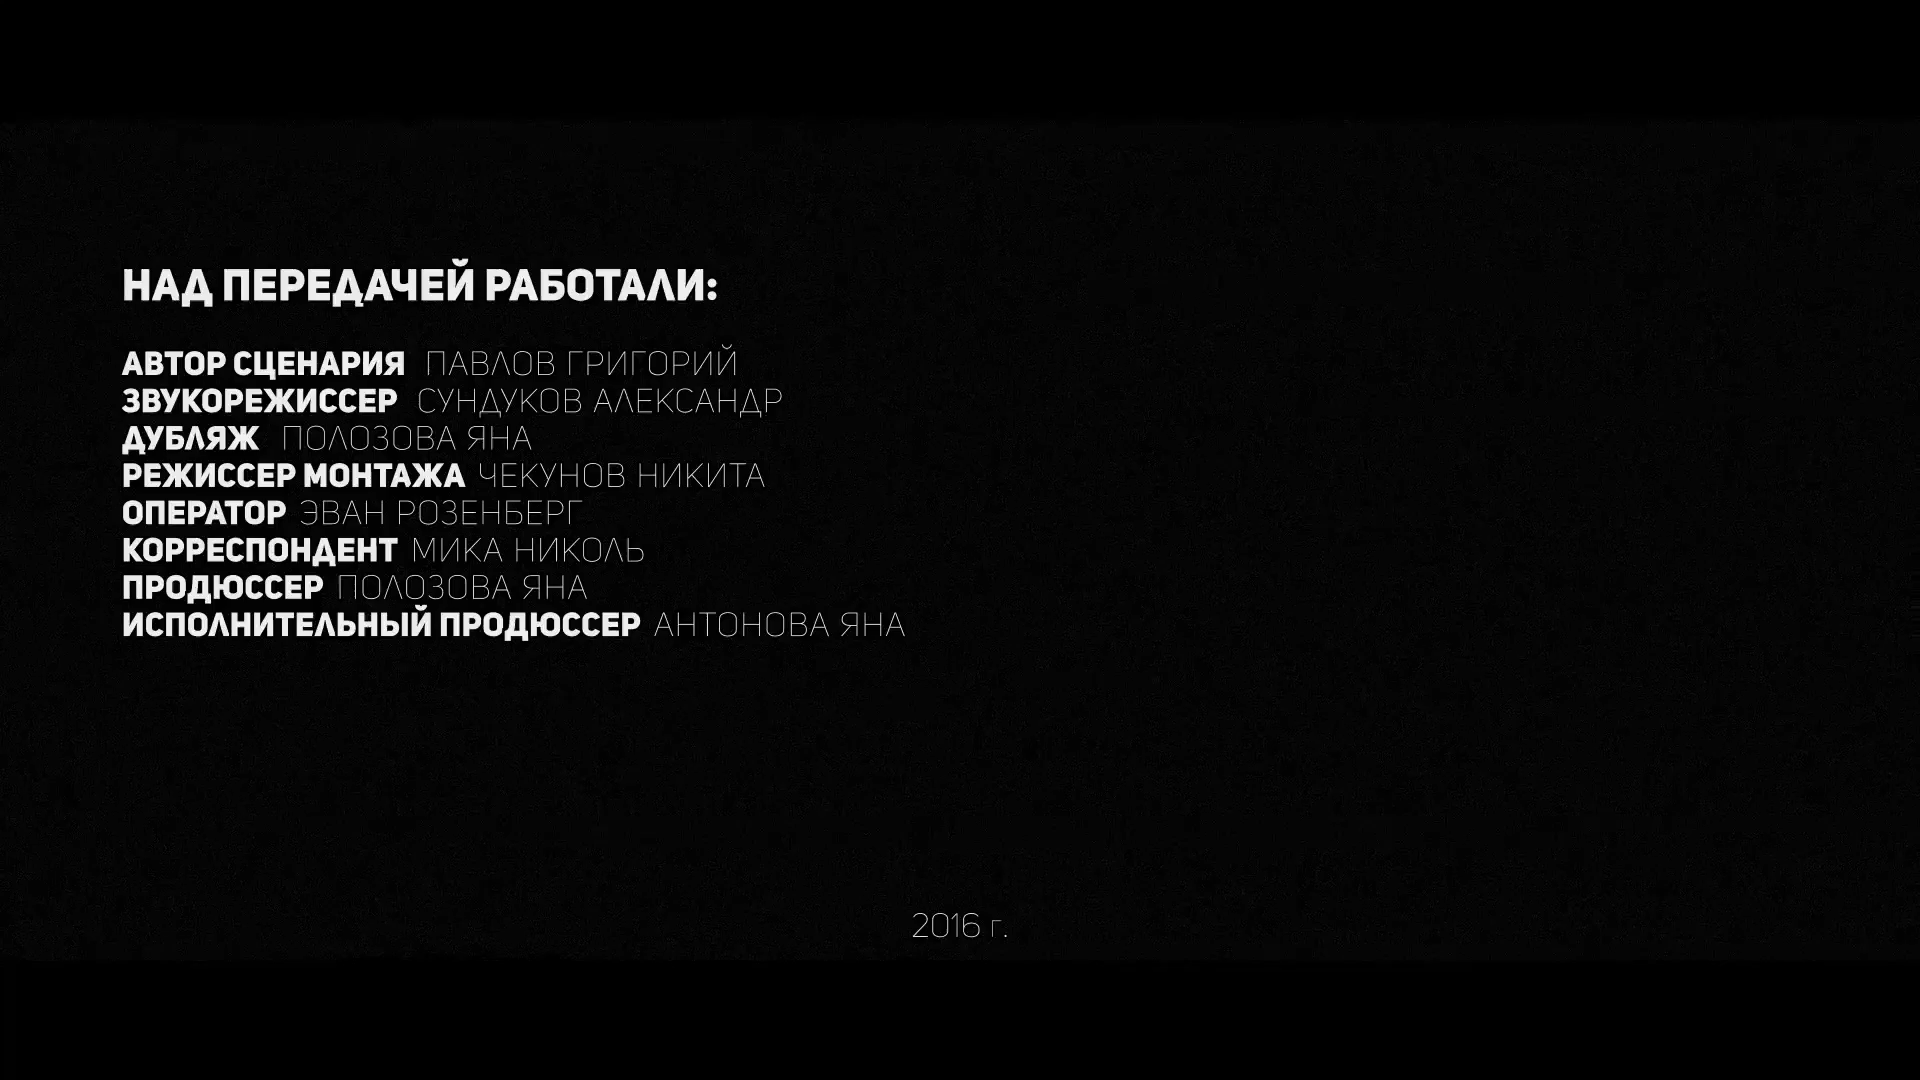 НАД ПЕРЕДАЧЕЙ РАБОТАЛИ:
АВТОР СЦЕНАРИЯ ПАВЛОВ ГРИГОРИЙ
ЗВУКОРЕЖИССЕР СУНДУКОВ АЛЕКСАНДР
ДУБЛЯЖ ПОЛОЗОВА ЯНА
РЕЖИССЕР МОНТАЖА ЧЕКУНОВ НИКИТА
ОПЕРАТОР ЭВАН РОЗЕНБЕРГ
КОРРЕСПОНДЕНТ МИКА НИКОЛЬ
ПРОДЮССЕР ПОЛОЗОВА ЯНА
ИСПОЛНИТЕЛЬНЫЙ ПРОДЮССЕР АНТОНОВА ЯНА
2016 г.